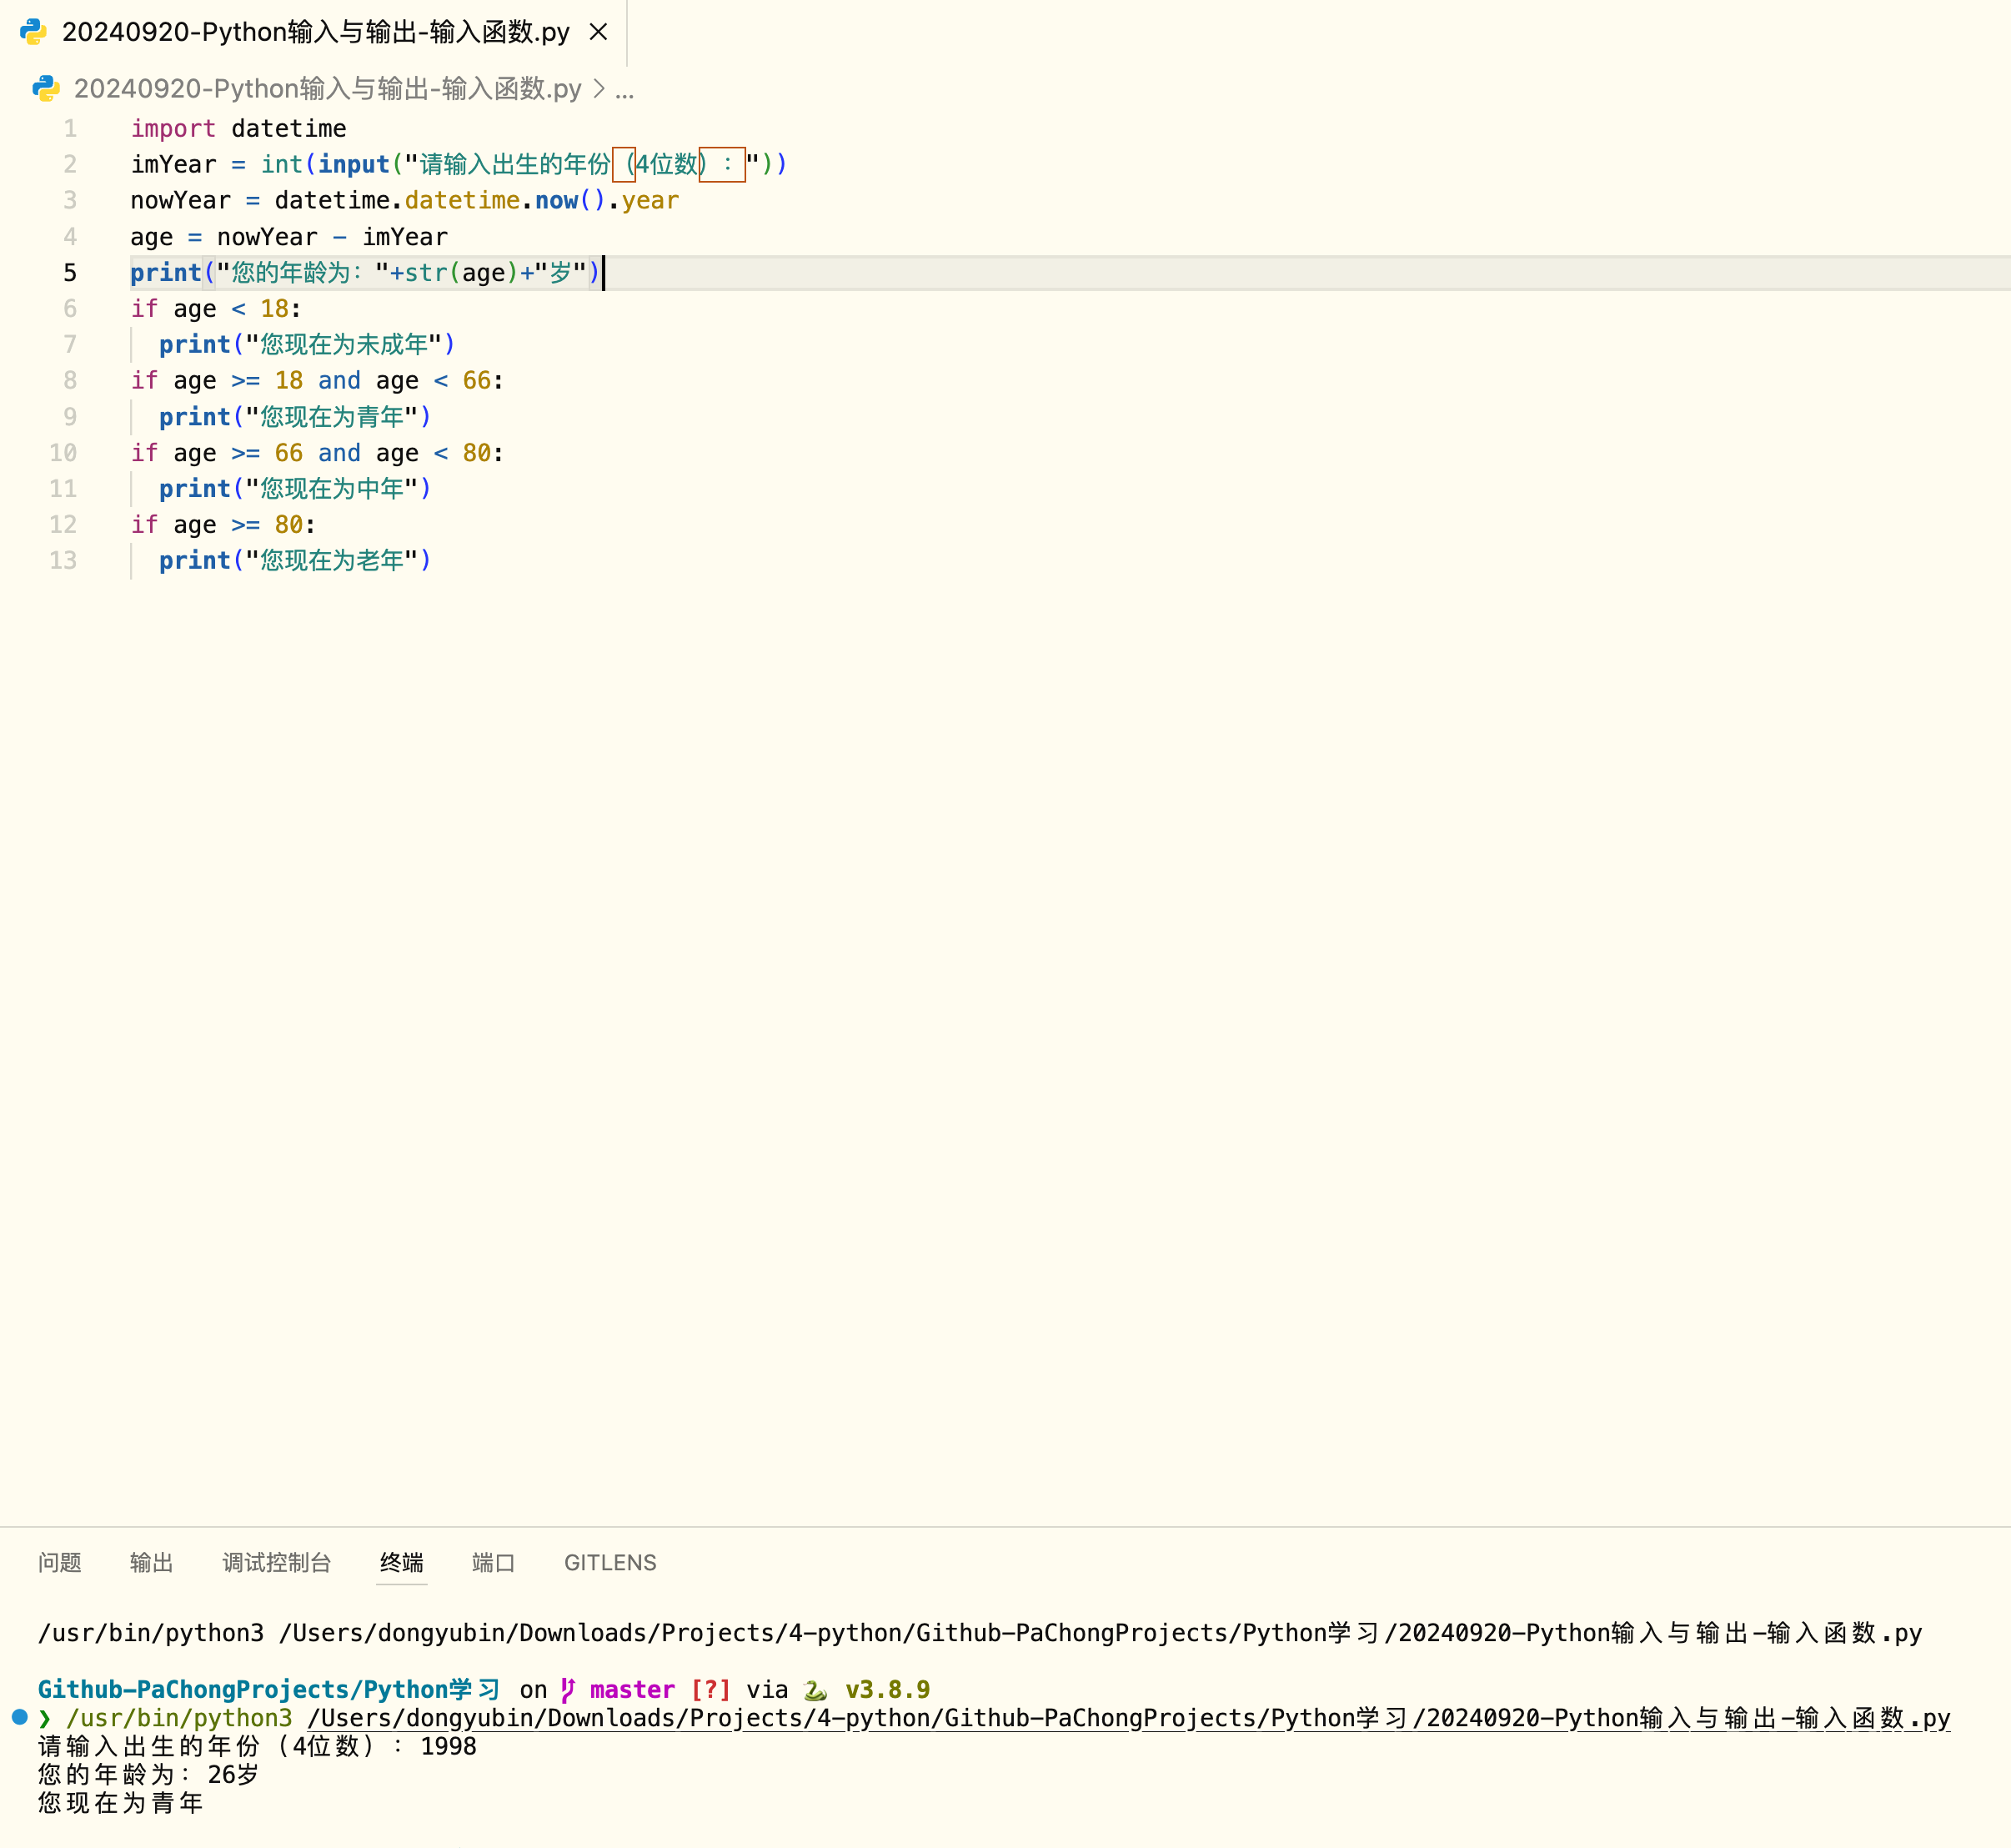 20240920-Python输入与输出-输入函数.py
20240920-Python输入与输出-输入函数.py > ...
1 import datetime
2 imYear = int(input("请输入出生的年份（4位数）："))
3 nowYear = datetime.datetime.now().year
4 age = nowYear - imYear
5 print("您的年龄为："+str(age)+"岁")
6 if age < 18:
7   print("您现在为未成年")
8 if age >= 18 and age < 66:
9   print("您现在为青年")
10 if age >= 66 and age < 80:
11   print("您现在为中年")
12 if age >= 80:
13   print("您现在为老年")
问题 输出 调试控制台 终端 端口 GITLENS
/usr/bin/python3 /Users/dongyubin/Downloads/Projects/4-python/Github-PaChongProjects/Python学习/20240920-Python输入与输出-输入函数.py
Github-PaChongProjects/Python学习 on master [?] via 🐍 v3.8.9
❯ /usr/bin/python3 /Users/dongyubin/Downloads/Projects/4-python/Github-PaChongProjects/Python学习/20240920-Python输入与输出-输入函数.py
请输入出生的年份（4位数）：1998
您的年龄为：26岁
您现在为青年